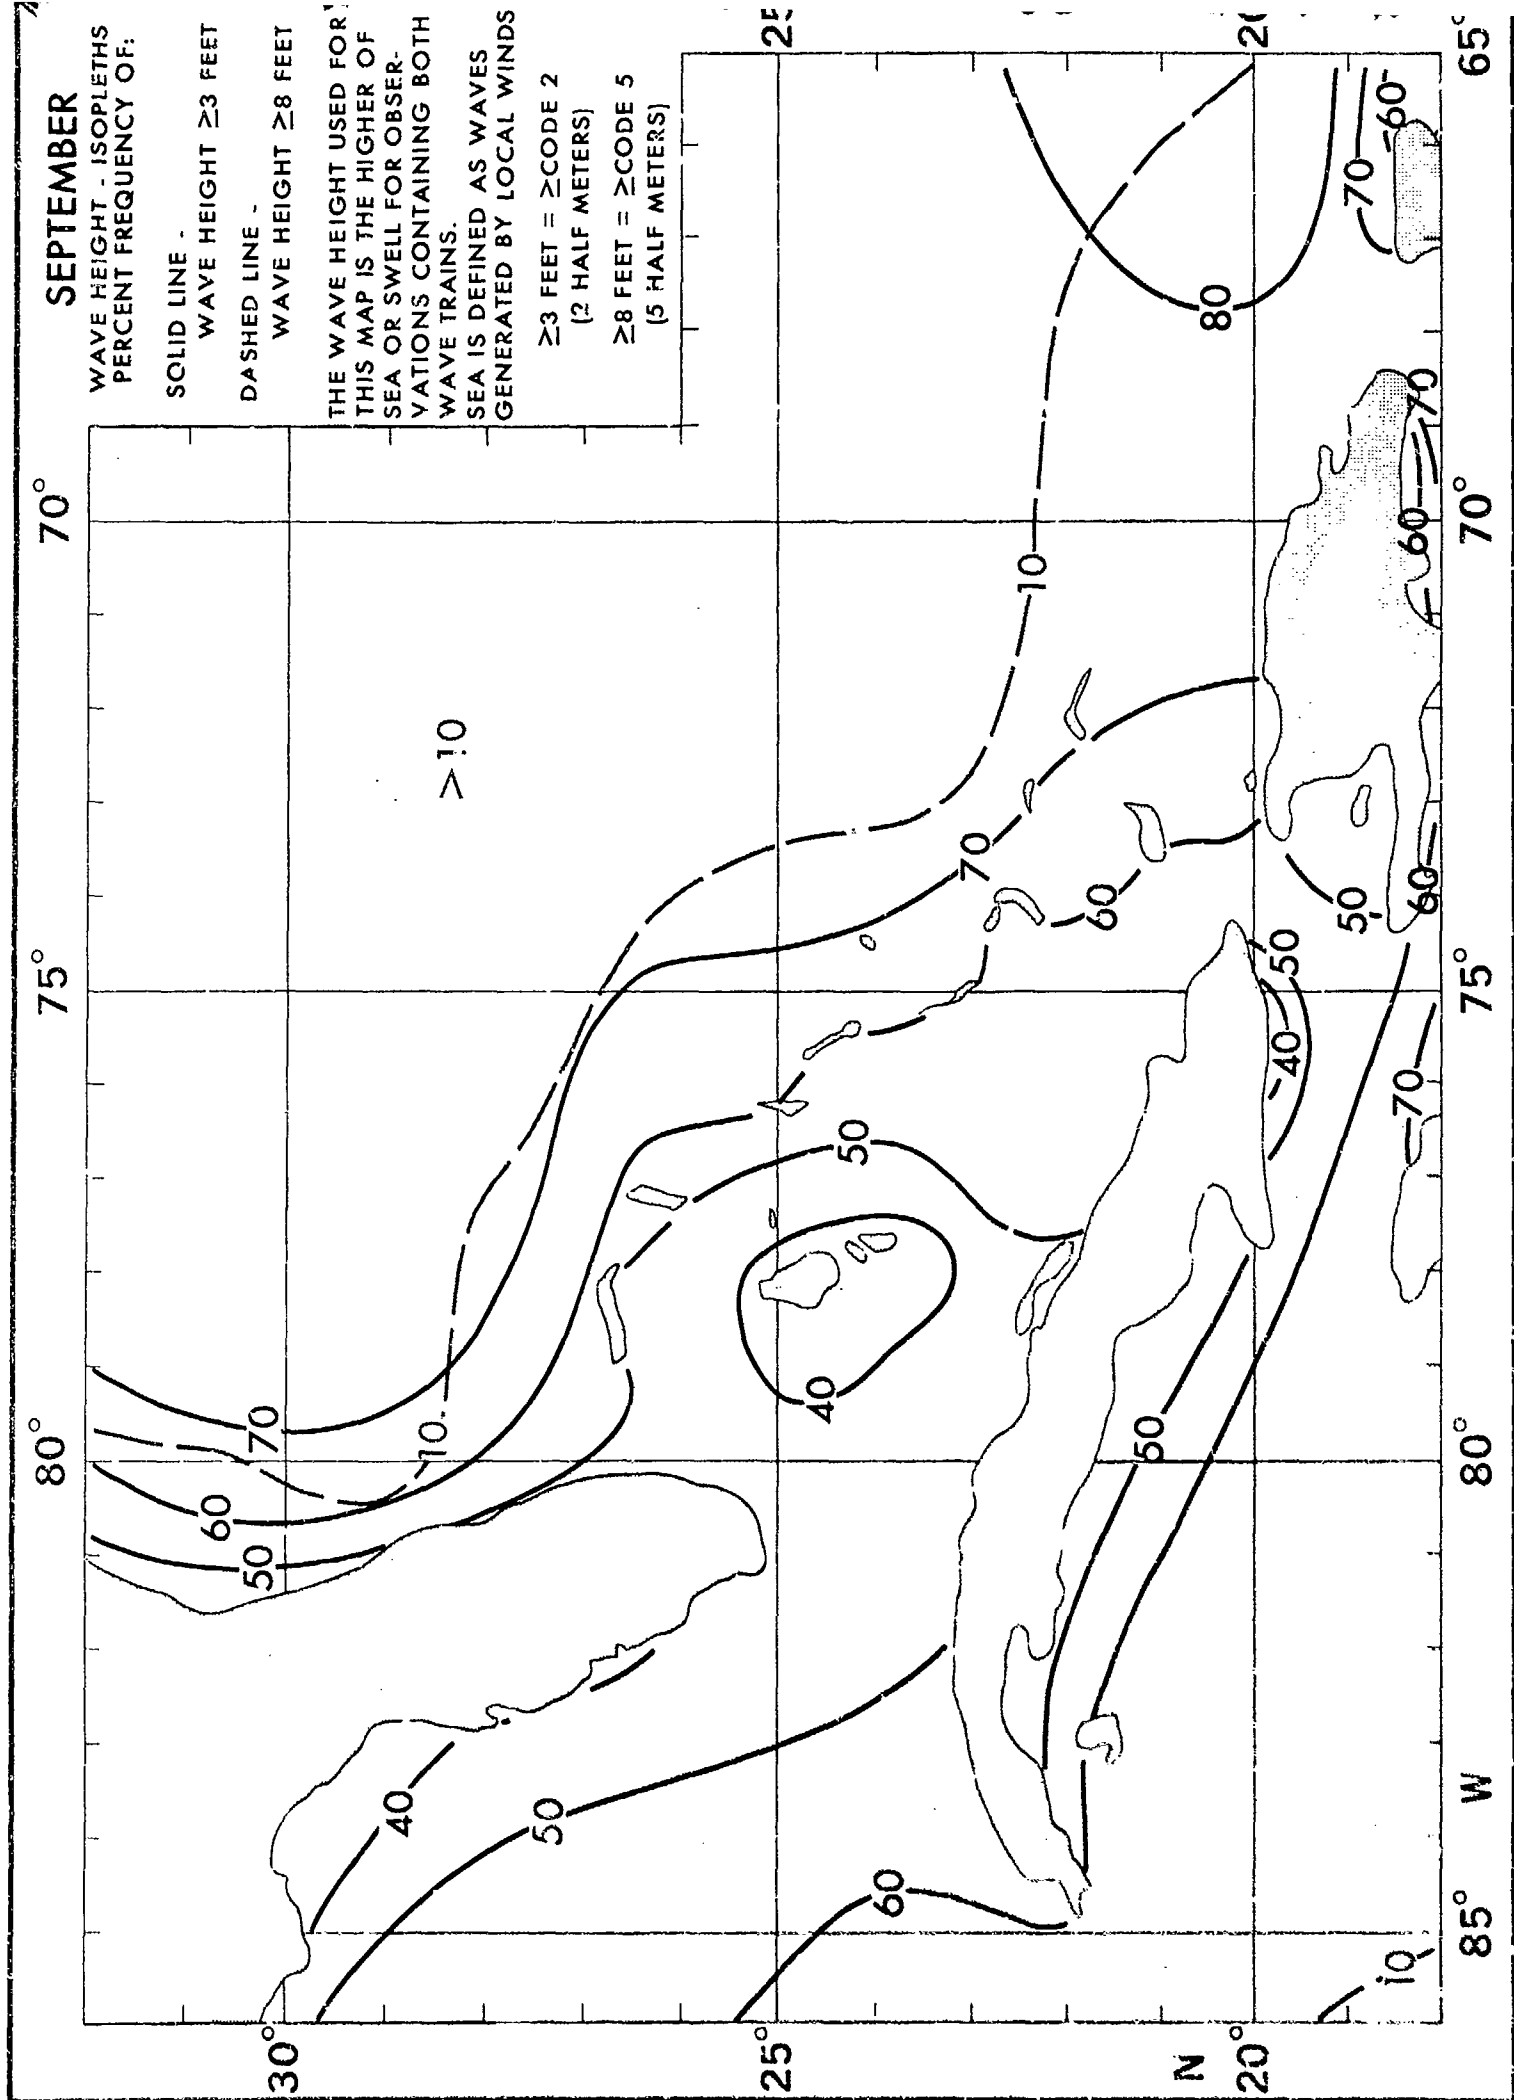 SEPTEMBER
WAVE HEIGHT - ISOPLETHS
PERCENT FREQUENCY OF:
SOLID LINE -
WAVE HEIGHT ≥3 FEET
DASHED LINE -
WAVE HEIGHT ≥8 FEET
THE WAVE HEIGHT USED FOR
THIS MAP IS THE HIGHER OF
SEA OR SWELL FOR OBSER-
VATIONS CONTAINING BOTH
WAVE TRAINS.
SEA IS DEFINED AS WAVES
GENERATED BY LOCAL WINDS
≥3 FEET = ≥CODE 2
(2 HALF METERS)
≥8 FEET = ≥CODE 5
(5 HALF METERS)
80°
75°
70°
30°
25°
N
20°
85°
W
80°
75°
70°
65°
>10
70
60
50
10
40
50
60
10
40
50
70
60
10
80
70
60
50
40
50
50
60
70
60
70